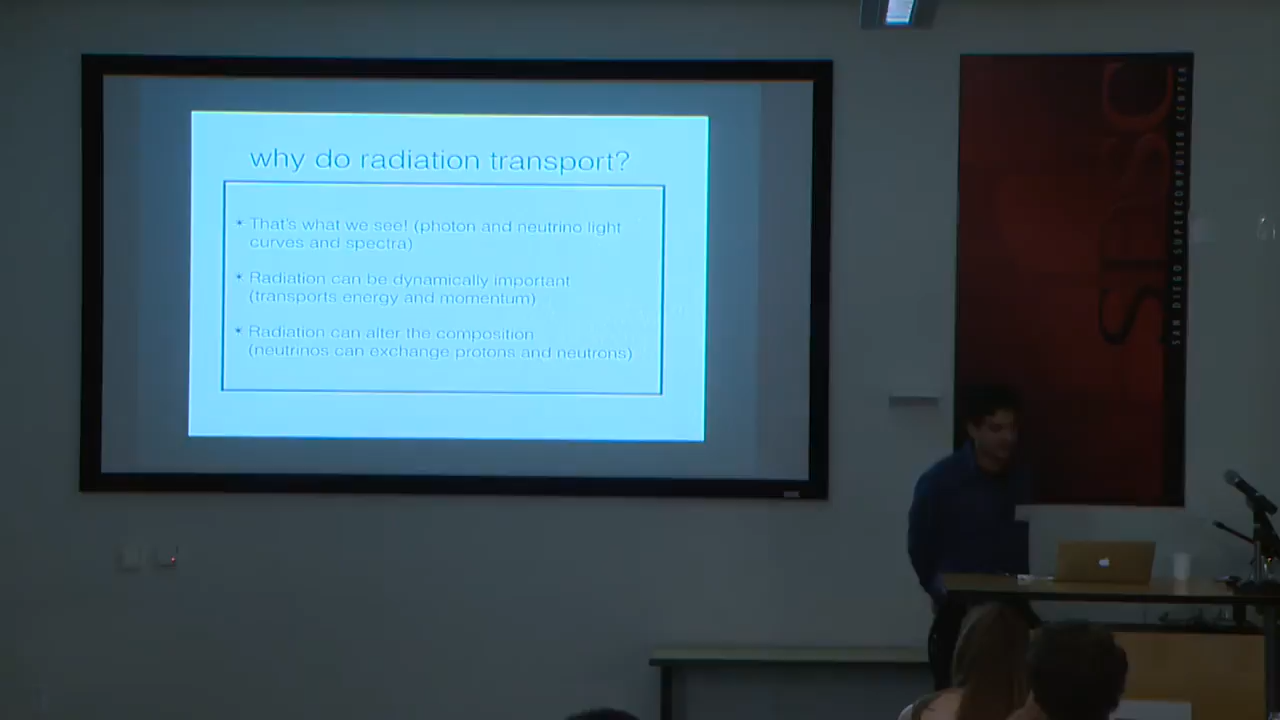 why do radiation transport?
* That's what we see! (photon and neutrino light
curves and spectra)
* Radiation can be dynamically important
(transports energy and momentum)
* Radiation can alter the composition
(neutrinos can exchange protons and neutrons)
SDSC
SAN DIEGO SUPERCOMPUTER CENTER